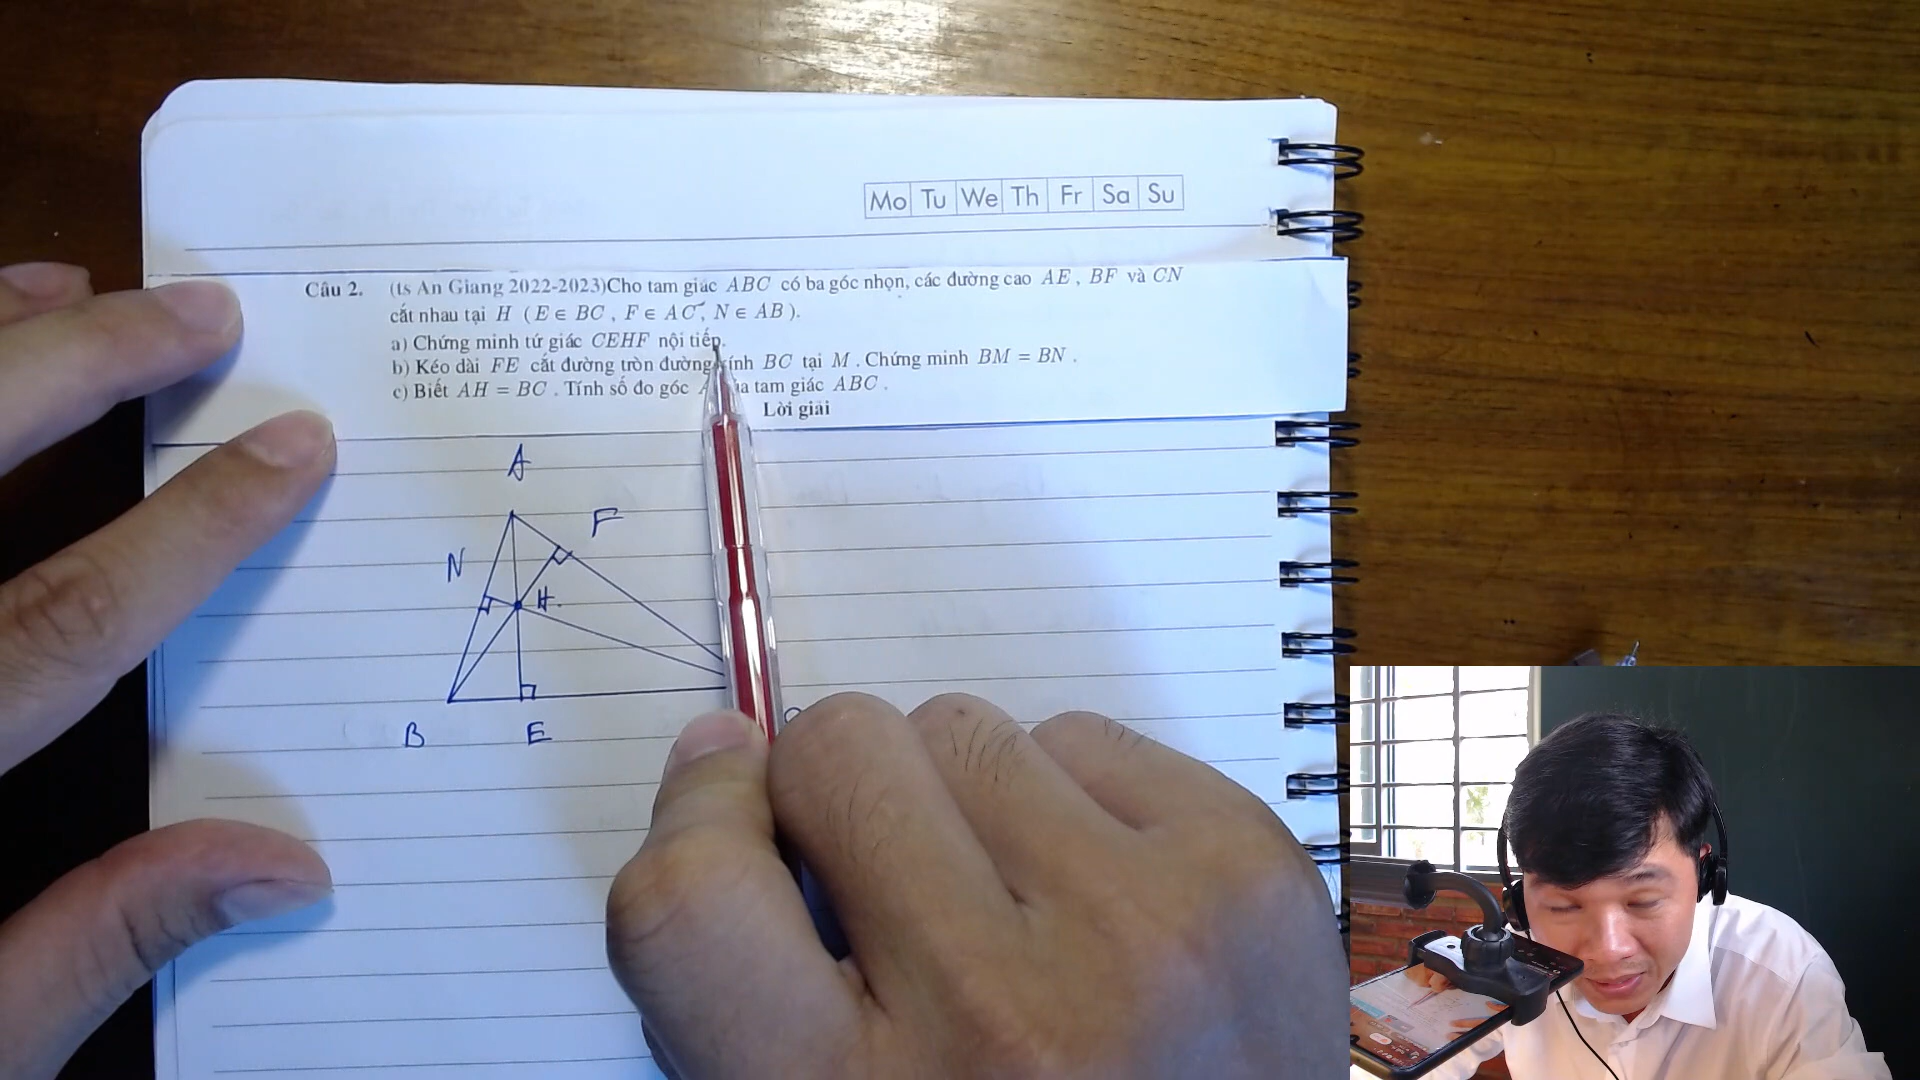 Mo Tu We Th Fr Sa Su
Câu 2. (ts An Giang 2022-2023)Cho tam giác ABC có ba góc nhọn, các đường cao AE , BF và CN
cắt nhau tại H ( E ∈ BC , F ∈ AC , N ∈ AB ).
a) Chứng minh tứ giác CEHF nội tiếp.
b) Kéo dài FE cắt đường tròn đường kính BC tại M . Chứng minh BM = BN .
c) Biết AH = BC . Tính số đo góc tam giác ABC .
Lời giải
A
F
N
H.
B E